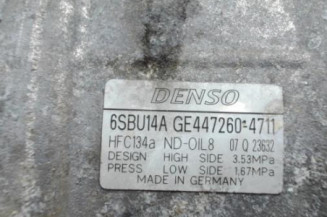 DENSO
6SBU14A GE447260-4711
HFC134a ND-OIL8 07 Q 23632
DESIGN HIGH SIDE 3.53MPa
PRESS LOW SIDE 1.67MPa
MADE IN GERMANY